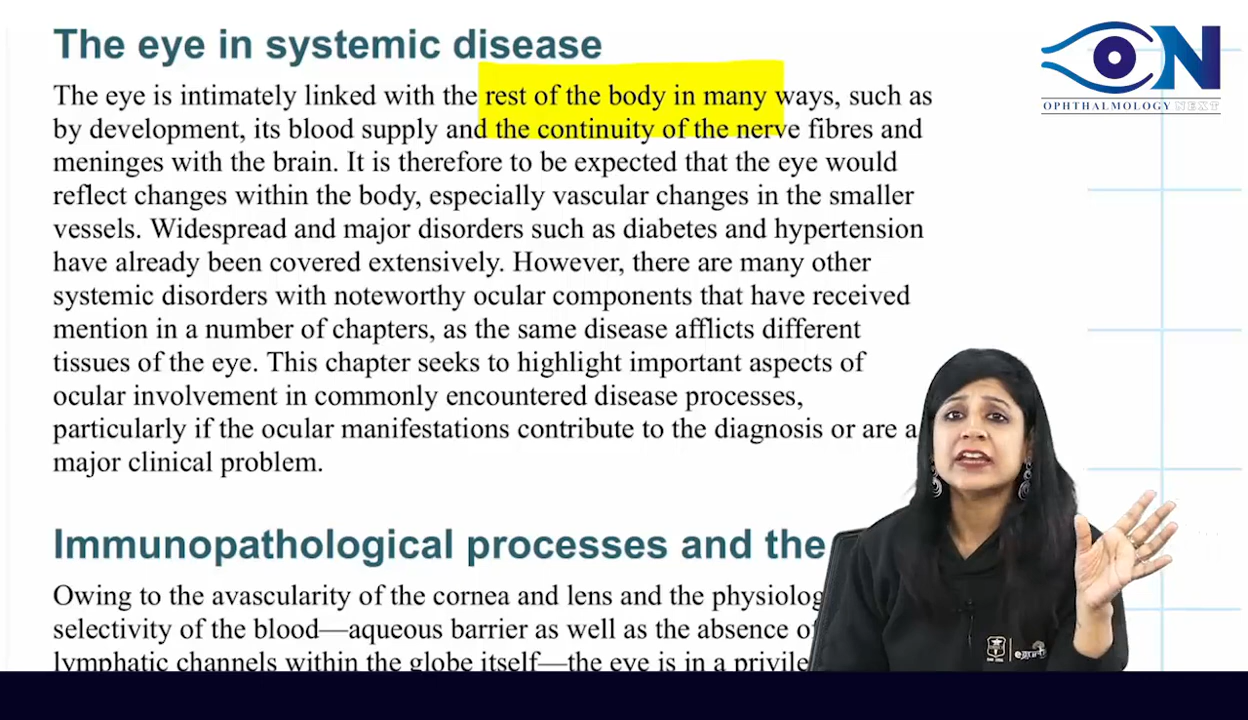 The eye in systemic disease
The eye is intimately linked with the rest of the body in many ways, such as
by development, its blood supply and the continuity of the nerve fibres and
meninges with the brain. It is therefore to be expected that the eye would
reflect changes within the body, especially vascular changes in the smaller
vessels. Widespread and major disorders such as diabetes and hypertension
have already been covered extensively. However, there are many other
systemic disorders with noteworthy ocular components that have received
mention in a number of chapters, as the same disease afflicts different
tissues of the eye. This chapter seeks to highlight important aspects of
ocular involvement in commonly encountered disease processes,
particularly if the ocular manifestations contribute to the diagnosis or are a
major clinical problem.
Immunopathological processes and the
Owing to the avascularity of the cornea and lens and the physiolog
selectivity of the blood—aqueous barrier as well as the absence of
lymphatic channels within the globe itself—the eye is in a privile
ON
OPHTHALMOLOGY NEXT